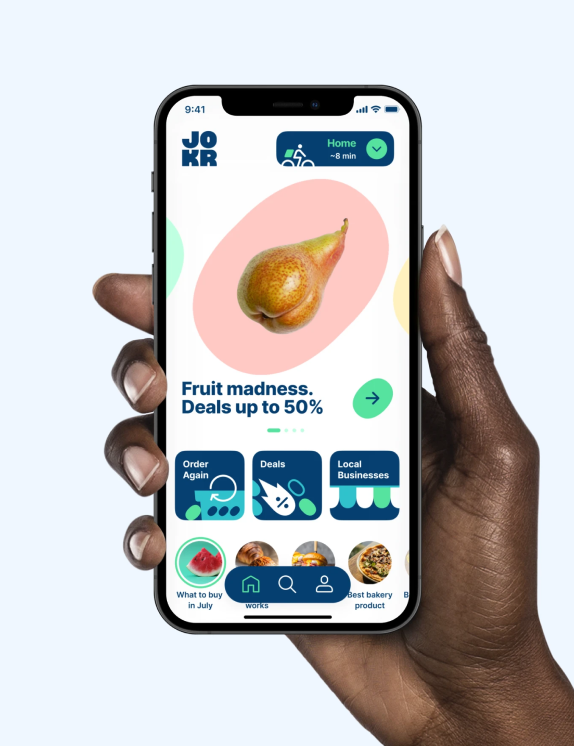 9:41
JO
KR
Home
~8 min
Fruit madness.
Deals up to 50%
Order
Again
Deals
%
Local
Businesses
What to buy
in July
works
Best bakery
product